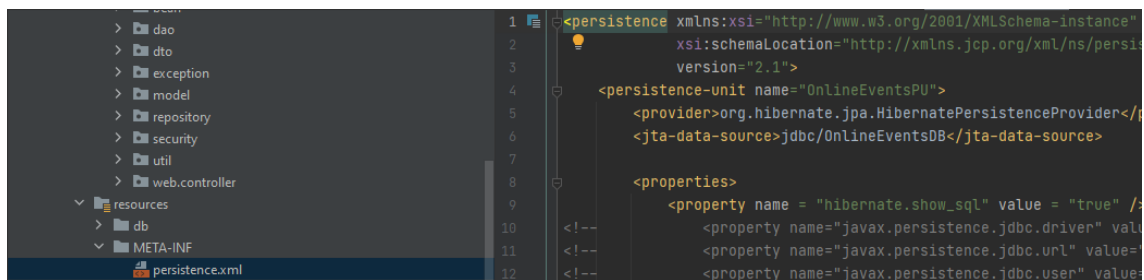 dao
dto
exception
model
repository
security
util
web.controller
resources
db
META-INF
persistence.xml
1 <persistence xmlns:xsi="http://www.w3.org/2001/XMLSchema-instance"
2 xsi:schemaLocation="http://xmlns.jcp.org/xml/ns/persis
3 version="2.1">
4 <persistence-unit name="OnlineEventsPU">
5 <provider>org.hibernate.jpa.HibernatePersistenceProvider</p
6 <jta-data-source>jdbc/OnlineEventsDB</jta-data-source>
7
8 <properties>
9 <property name = "hibernate.show_sql" value = "true" />
10 <!-- <property name="javax.persistence.jdbc.driver" valu
11 <!-- <property name="javax.persistence.jdbc.url" value="
12 <!-- <property name="javax.persistence.jdbc.user" value=